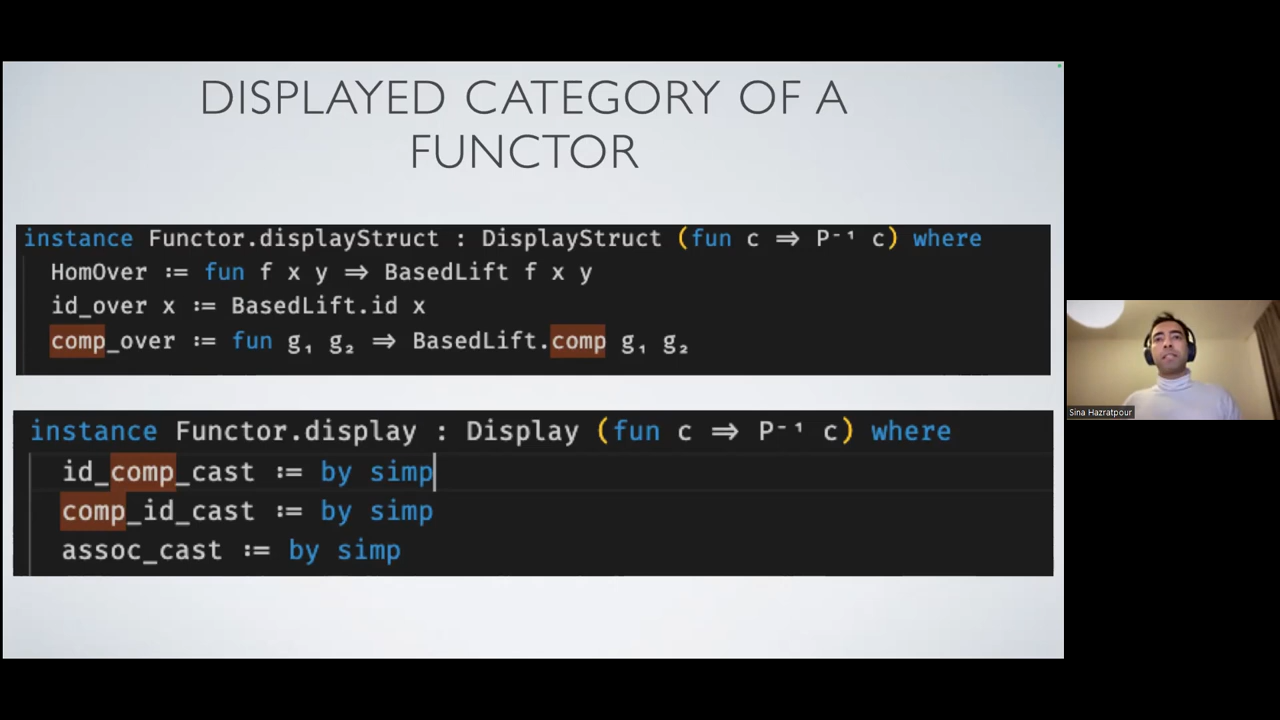 DISPLAYED CATEGORY OF A
FUNCTOR
instance Functor.displayStruct : DisplayStruct (fun c ⇒ P⁻¹ c) where
HomOver := fun f x y ⇒ BasedLift f x y
id_over x := BasedLift.id x
comp_over := fun g₁ g₂ ⇒ BasedLift.comp g₁ g₂
instance Functor.display : Display (fun c ⇒ P⁻¹ c) where
id_comp_cast := by simp
comp_id_cast := by simp
assoc_cast := by simp
Sina Hazratpour